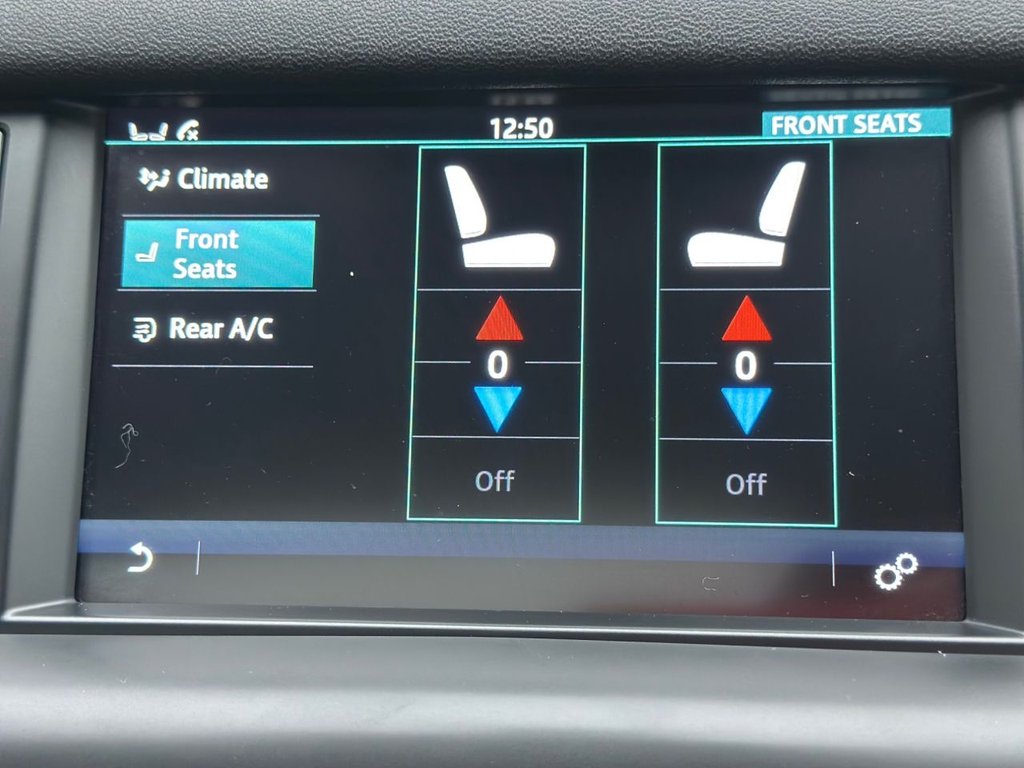 12:50
FRONT SEATS
Climate
Front
Seats
Rear A/C
0
0
Off
Off